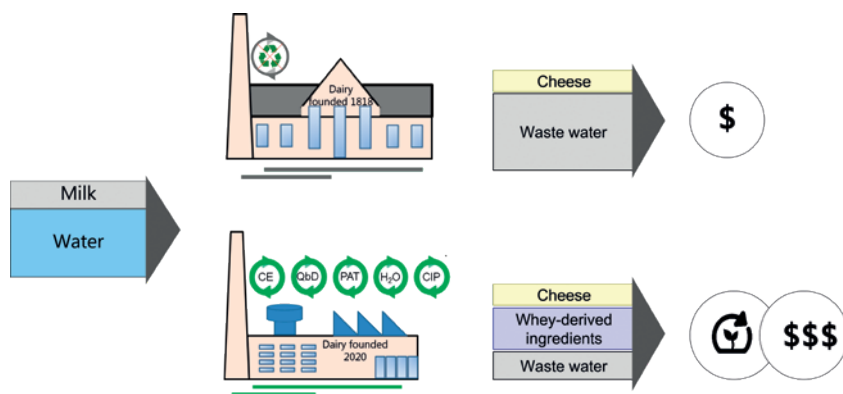 Milk
Water
Dairy
founded 1818
Cheese
Waste water
$
CE
QbD
PAT
H₂O
CIP
Dairy founded
2020
Cheese
Whey-derived
ingredients
Waste water
$$$